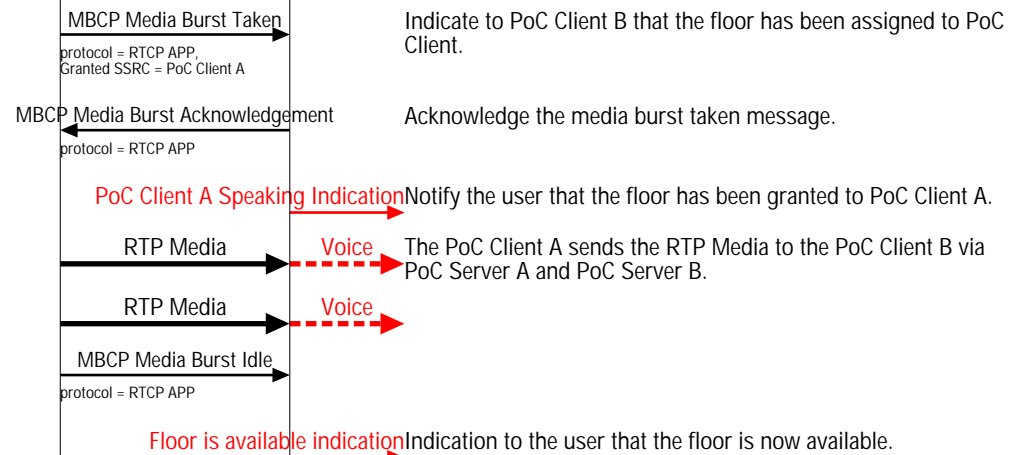 MBCP Media Burst Taken
Indicate to PoC Client B that the floor has been assigned to PoC
Client.
protocol = RTCP APP,
Granted SSRC = PoC Client A
MBCP Media Burst Acknowledgement
Acknowledge the media burst taken message.
protocol = RTCP APP
PoC Client A Speaking Indication
Notify the user that the floor has been granted to PoC Client A.
RTP Media
Voice
The PoC Client A sends the RTP Media to the PoC Client B via
PoC Server A and PoC Server B.
RTP Media
Voice
MBCP Media Burst Idle
protocol = RTCP APP
Floor is available indication
Indication to the user that the floor is now available.